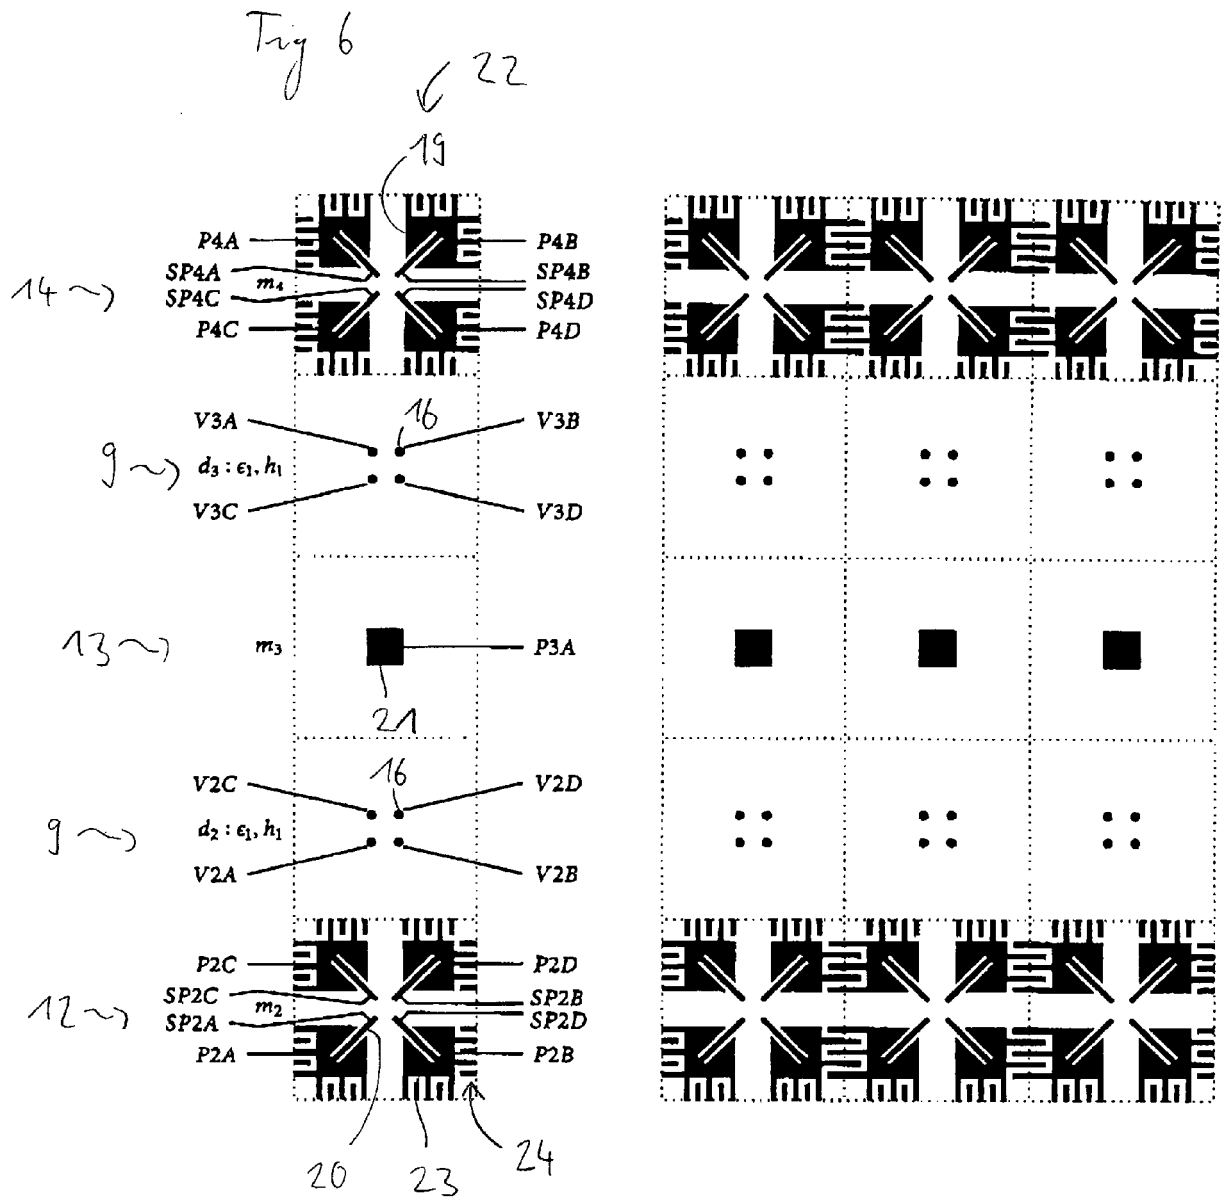 Fig 6
22
19
P4A
P4B
SP4A
SP4B
14
m₄
SP4C
SP4D
P4C
P4D
V3A
16
V3B
9
d₃ : ϵ₁, h₁
V3C
V3D
13
m₃
P3A
21
V2C
16
V2D
9
d₂ : ϵ₁, h₁
V2A
V2B
P2C
P2D
SP2C
SP2B
12
m₂
SP2A
SP2D
P2A
P2B
20
23
24